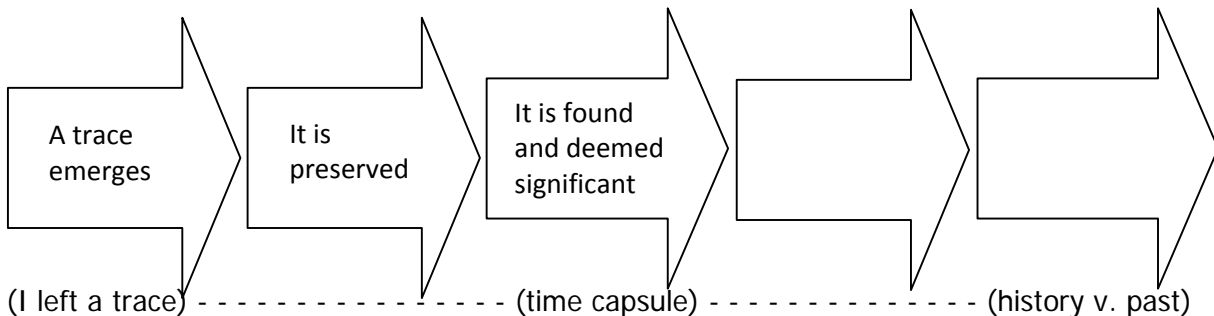 A trace
emerges
It is
preserved
It is found
and deemed
significant
(I left a trace) - - - - - - - - - - - - - - - - - - - - (time capsule) - - - - - - - - - - - - - - - - - (history v. past)